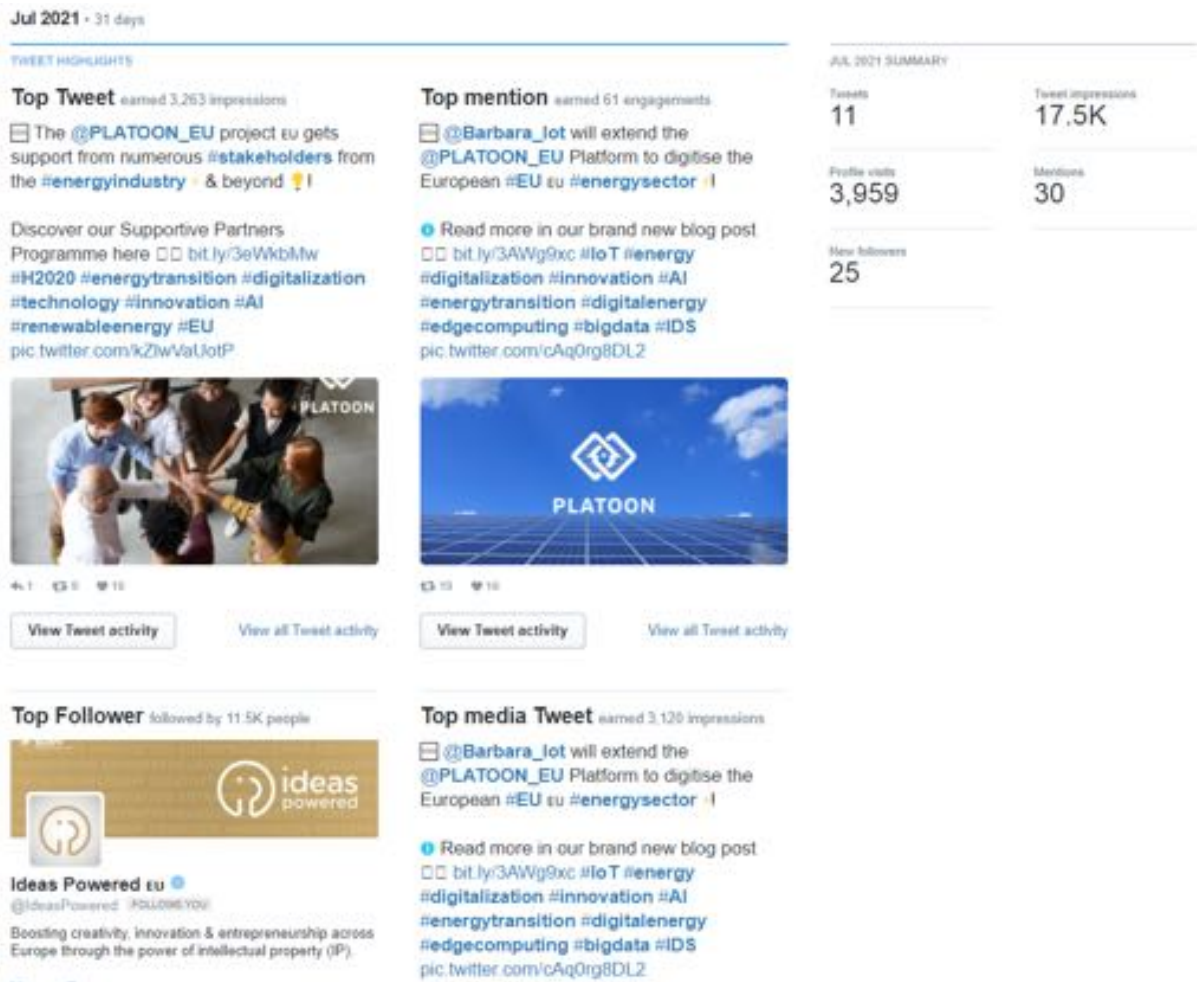 Jul 2021 • 31 days
TWEET HIGHLIGHTS
Top Tweet earned 3,263 impressions
The @PLATOON_EU project EU gets
support from numerous #stakeholders from
the #energyindustry & beyond !
Discover our Supportive Partners
Programme here bit.ly/3eWkbMw
#H2020 #energytransition #digitalization
#technology #innovation #AI
#renewableenergy #EU
pic.twitter.com/kZIwVaUotP
PLATOON
1
10
View Tweet activity
View all Tweet activity
Top mention earned 61 engagements
@Barbara_Iot will extend the
@PLATOON_EU Platform to digitise the
European #EU EU #energysector !
Read more in our brand new blog post
bit.ly/3AWg9xc #IoT #energy
#digitalization #innovation #AI
#energytransition #digitalenergy
#edgecomputing #bigdata #IDS
pic.twitter.com/cAq0rg8DL2
PLATOON
View Tweet activity
View all Tweet activity
Top Follower followed by 11.5K people
ideas
powered
Ideas Powered EU
@IdeasPowered FOLLOWS YOU
Boosting creativity, innovation & entrepreneurship across
Europe through the power of intellectual property (IP).
Top media Tweet earned 3,120 impressions
@Barbara_Iot will extend the
@PLATOON_EU Platform to digitise the
European #EU EU #energysector !
Read more in our brand new blog post
bit.ly/3AWg9xc #IoT #energy
#digitalization #innovation #AI
#energytransition #digitalenergy
#edgecomputing #bigdata #IDS
pic.twitter.com/cAq0rg8DL2
JUL 2021 SUMMARY
Tweets
11
Tweet impressions
17.5K
Profile visits
3,959
Mentions
30
New followers
25